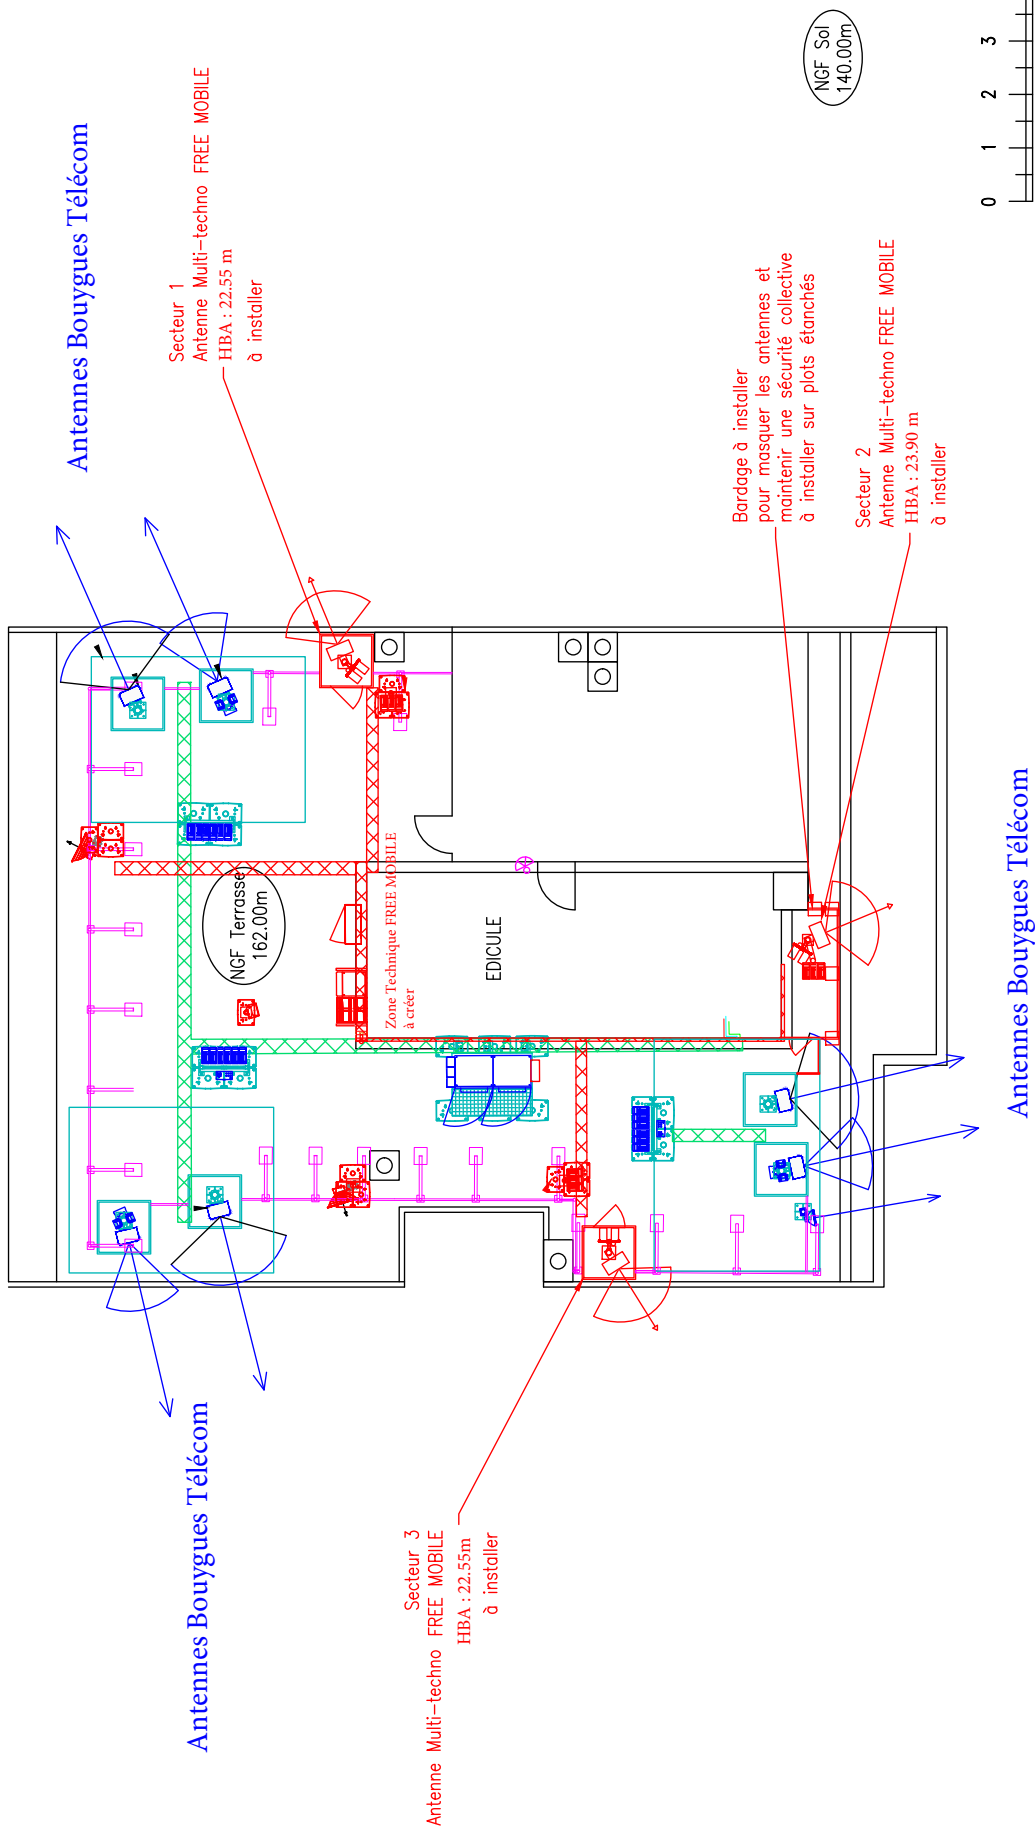 Antennes Bouygues Télécom
Secteur 3
Antenne Multi-techno FREE MOBILE
HBA : 22.55m
à installer
Antennes Bouygues Télécom
Secteur 1
Antenne Multi-techno FREE MOBILE
HBA : 22.55 m
à installer
NGF Terrasse
162.00m
Zone Technique FREE MOBILE
à créer
EDICULE
Bardage à installer
pour masquer les antennes et
maintenir une sécurité collective
à installer sur plots étanchés
Secteur 2
Antenne Multi-techno FREE MOBILE
HBA : 23.90 m
à installer
Antennes Bouygues Télécom
NGF Sol
140.00m
0 1 2 3